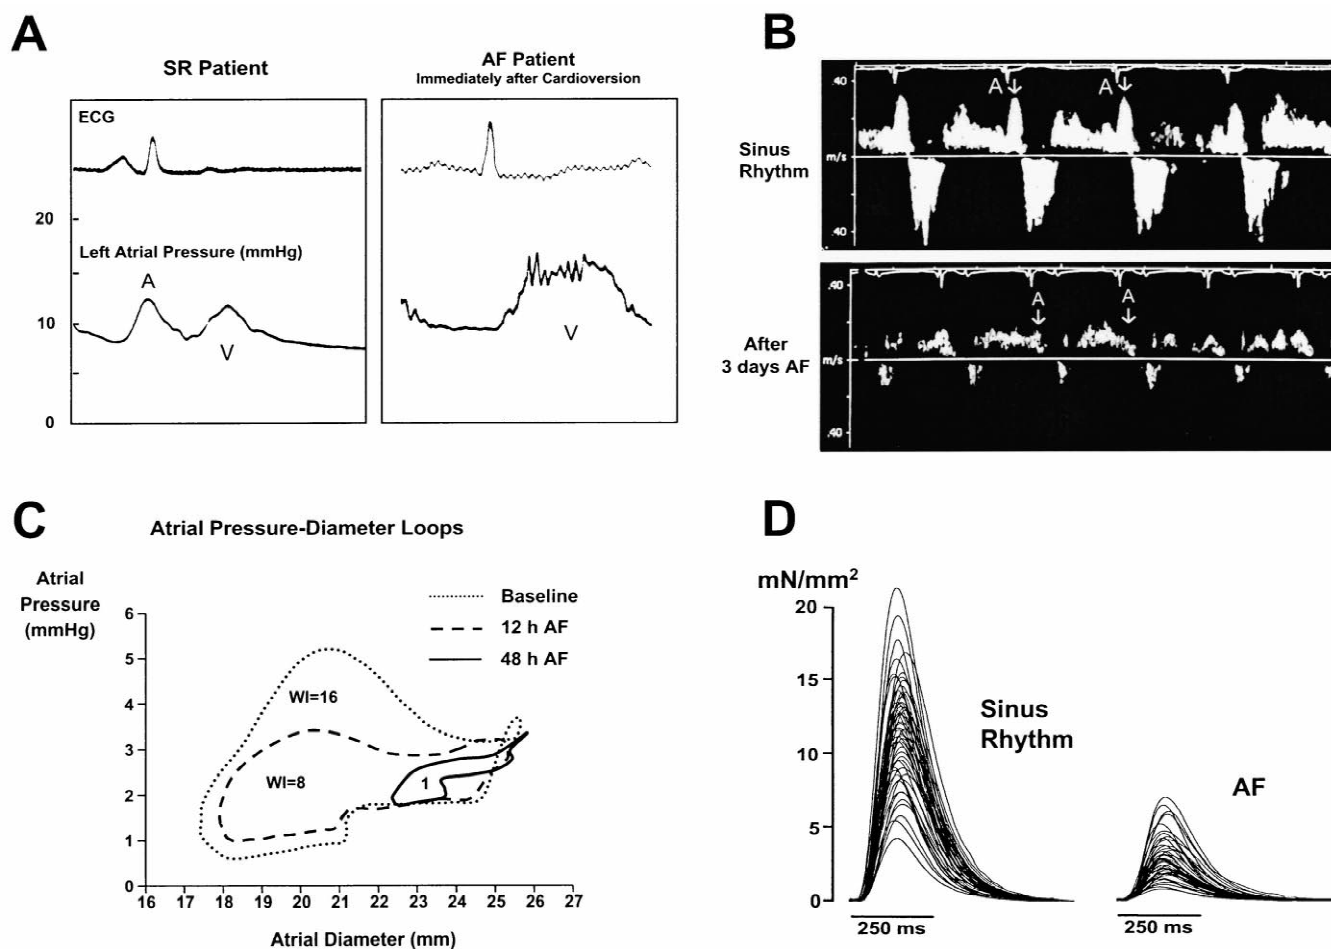 A
SR Patient
AF Patient
Immediately after Cardioversion
ECG
20
Left Atrial Pressure (mmHg)
A
10
V
V
0
B
.40
A
A
Sinus
Rhythm
m/s
.40
A
A
After
3 days AF
m/s
.40
C
Atrial Pressure-Diameter Loops
Atrial
Pressure
(mmHg)
Baseline
12 h AF
48 h AF
6
5
4
3
2
1
0
WI=16
WI=8
1
16 17 18 19 20 21 22 23 24 25 26 27
Atrial Diameter (mm)
D
mN/mm²
20
15
10
5
0
Sinus
Rhythm
AF
250 ms
250 ms